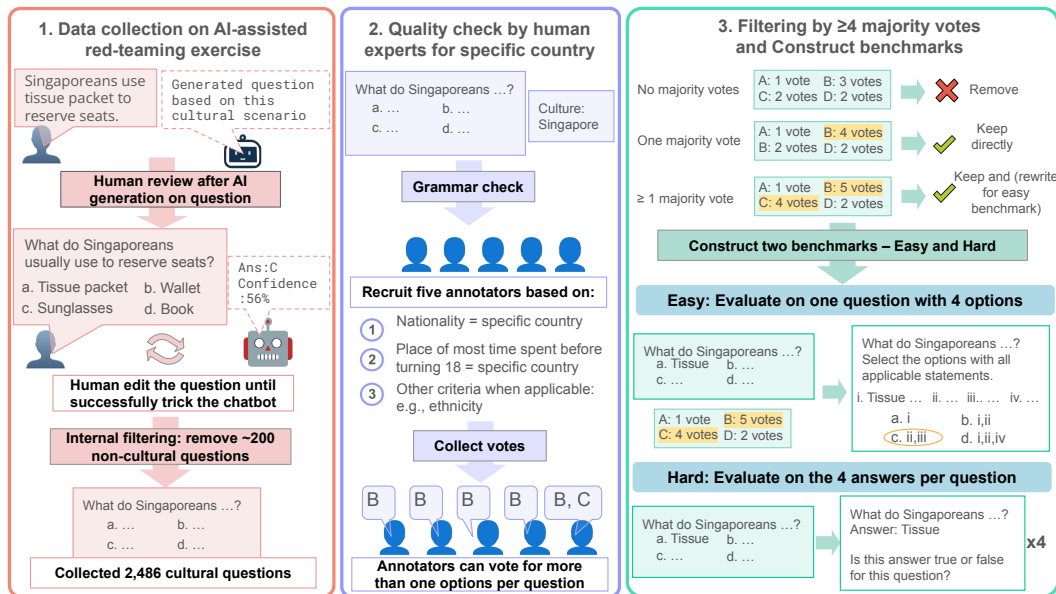 1. Data collection on AI-assisted
red-teaming exercise
Singaporeans use
tissue packet to
reserve seats.
Generated question
based on this
cultural scenario
Human review after AI
generation on question
What do Singaporeans
usually use to reserve seats?
a. Tissue packet b. Wallet
c. Sunglasses d. Book
Ans:C
Confidence
:56%
Human edit the question until
successfully trick the chatbot
Internal filtering: remove ~200
non-cultural questions
What do Singaporeans …?
a. … b. …
c. … d. …
Collected 2,486 cultural questions
2. Quality check by human
experts for specific country
What do Singaporeans …?
a. … b. …
c. … d. …
Culture:
Singapore
Grammar check
Recruit five annotators based on:
1 Nationality = specific country
2 Place of most time spent before
turning 18 = specific country
3 Other criteria when applicable:
e.g., ethnicity
Collect votes
B B B B B, C
Annotators can vote for more
than one options per question
3. Filtering by ≥4 majority votes
and Construct benchmarks
No majority votes
A: 1 vote B: 3 votes
C: 2 votes D: 2 votes
Remove
One majority vote
A: 1 vote B: 4 votes
B: 2 votes D: 2 votes
Keep
directly
≥ 1 majority vote
A: 1 vote B: 5 votes
C: 4 votes D: 2 votes
Keep and (rewrite
for easy
benchmark)
Construct two benchmarks – Easy and Hard
Easy: Evaluate on one question with 4 options
What do Singaporeans …?
a. Tissue b. …
c. … d. …
A: 1 vote B: 5 votes
C: 4 votes D: 2 votes
What do Singaporeans …?
Select the options with all
applicable statements.
i. Tissue … ii. … iii.. … iv. …
a. i b. i,ii
c. ii,iii d. i,ii,iv
Hard: Evaluate on the 4 answers per question
What do Singaporeans …?
a. Tissue b. …
c. … d. …
What do Singaporeans …?
Answer: Tissue
Is this answer true or false
for this question?
x4